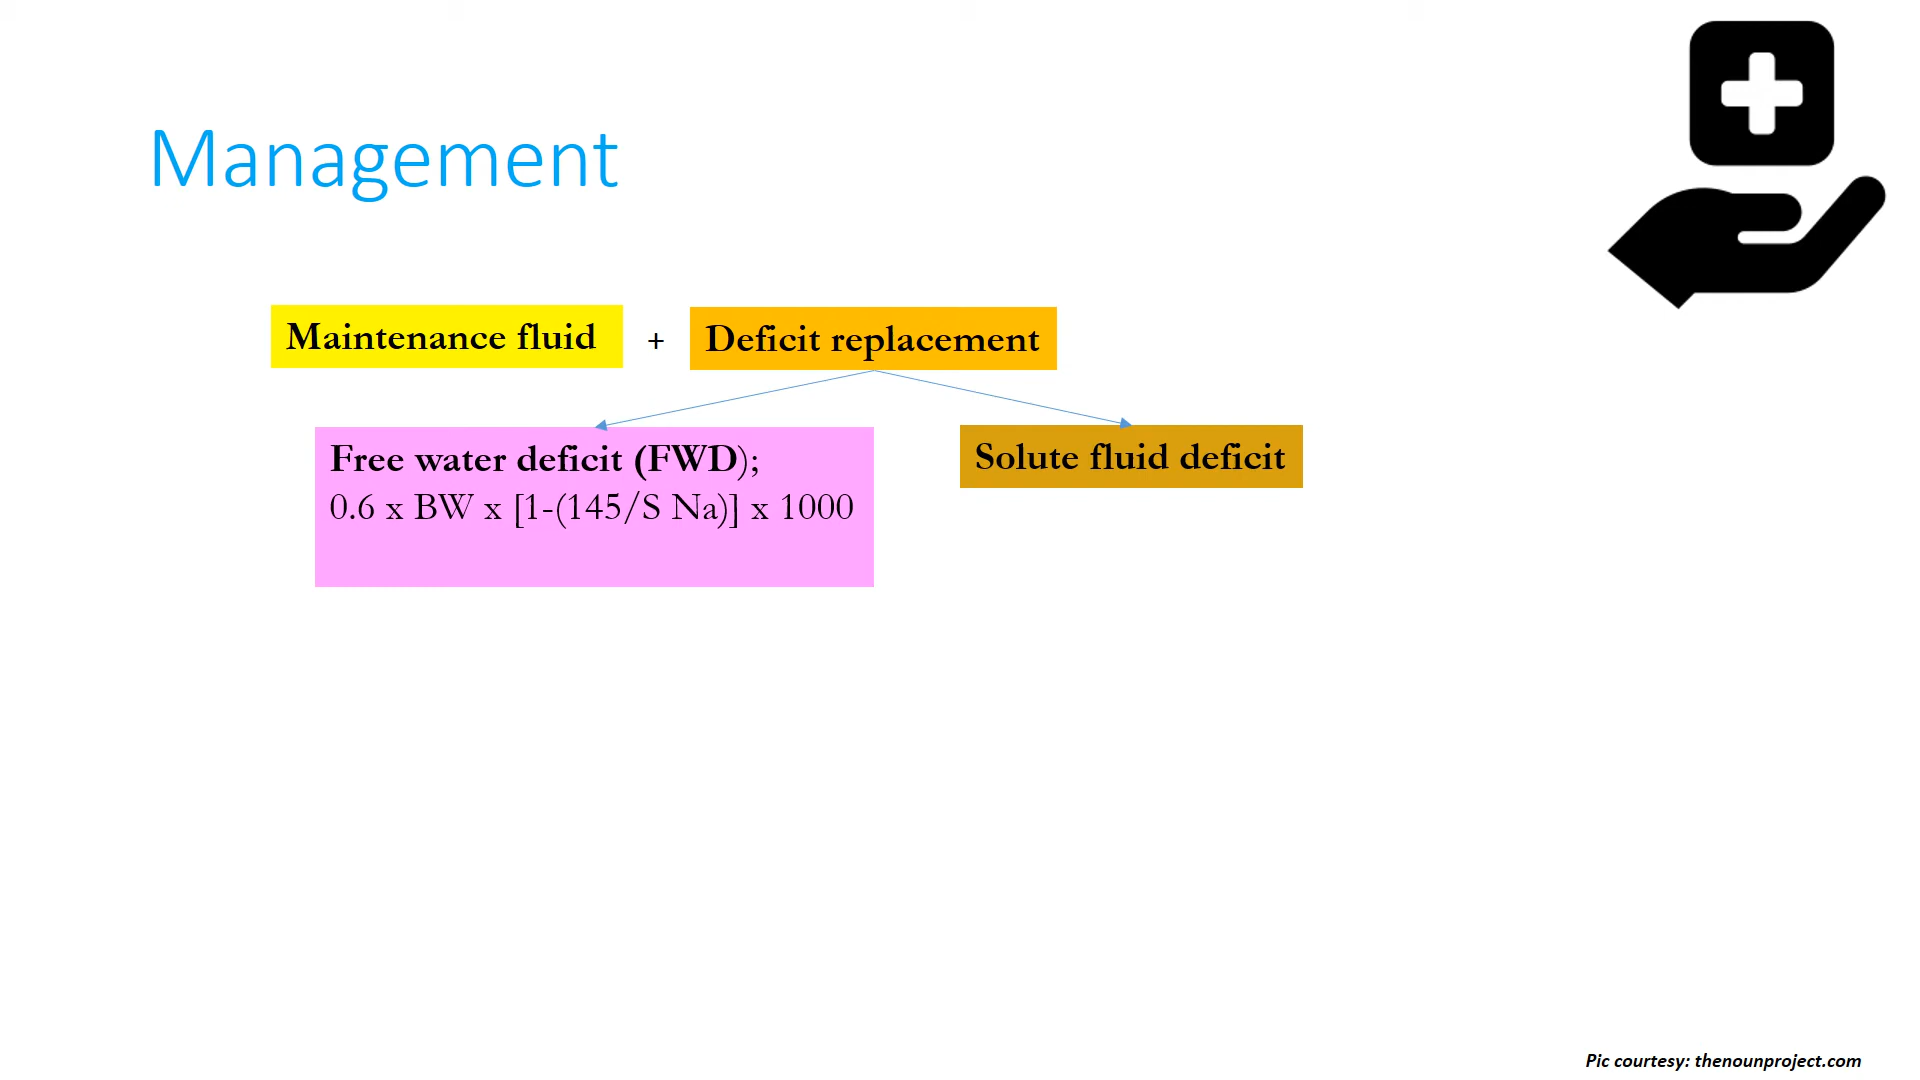 Management
Maintenance fluid + Deficit replacement
Free water deficit (FWD);
0.6 x BW x [1-(145/S Na)] x 1000
Solute fluid deficit
Pic courtesy: thenounproject.com